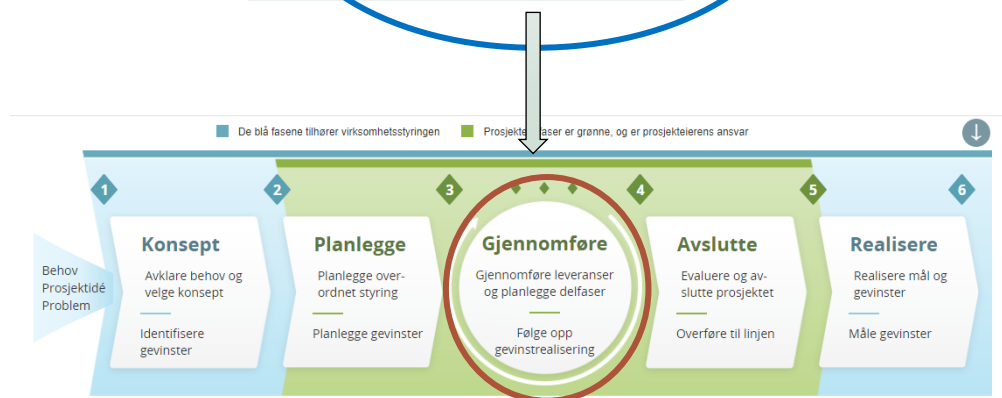 De blå fasene tilhører virksomhetsstyringen
faser er grønne, og er prosjekteierens ansvar
1
2
3
4
5
6
Behov
Prosjektidé
Problem
Konsept
Avklare behov og
velge konsept
Identifisere
gevinster
Planlegge
Planlegge over-
ordnet styring
Planlegge gevinster
Gjennomføre
Gjennomføre leveranser
og planlegge delfaser
Følge opp
gevinstrealisering
Avslutte
Evaluere og av-
slutte prosjektet
Overføre til linjen
Realisere
Realisere mål og
gevinster
Måle gevinster